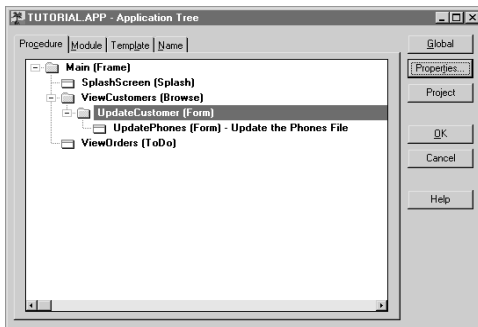 TUTORIAL.APP - Application Tree
Procedure Module Template Name
Main (Frame)
SplashScreen (Splash)
ViewCustomers (Browse)
UpdateCustomer (Form)
UpdatePhones (Form) - Update the Phones File
ViewOrders (ToDo)
Global
Properties...
Project
OK
Cancel
Help